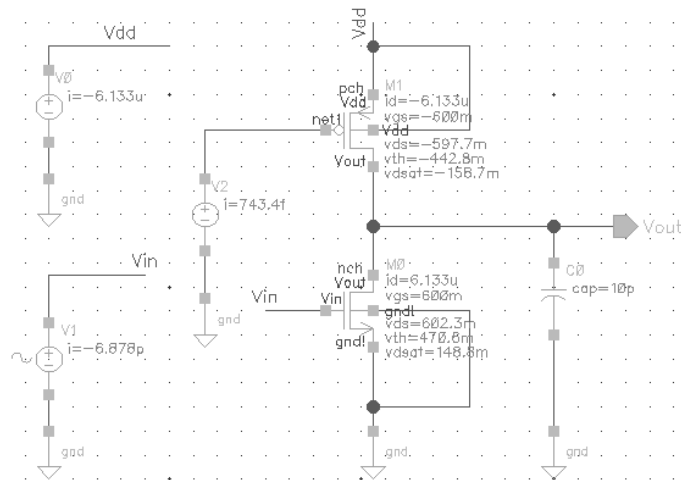 Vdd
Vdd
V0
i=-6.133u
gnd
pch
M1
id=-6.133u
Vdd
vgs=-600m
net1
Vdd
vds=-597.7m
vth=-442.8m
Vout
vdsat=-156.7m
V2
i=743.4f
gnd
Vout
Vin
V1
i=-6.878p
gnd
nch
M0
Vout
id=6.133u
Vin
Vin
vgs=600m
gnd!
vds=602.3m
vth=470.6m
gnd!
vdsat=148.8m
gnd
C0
cap=10p
gnd